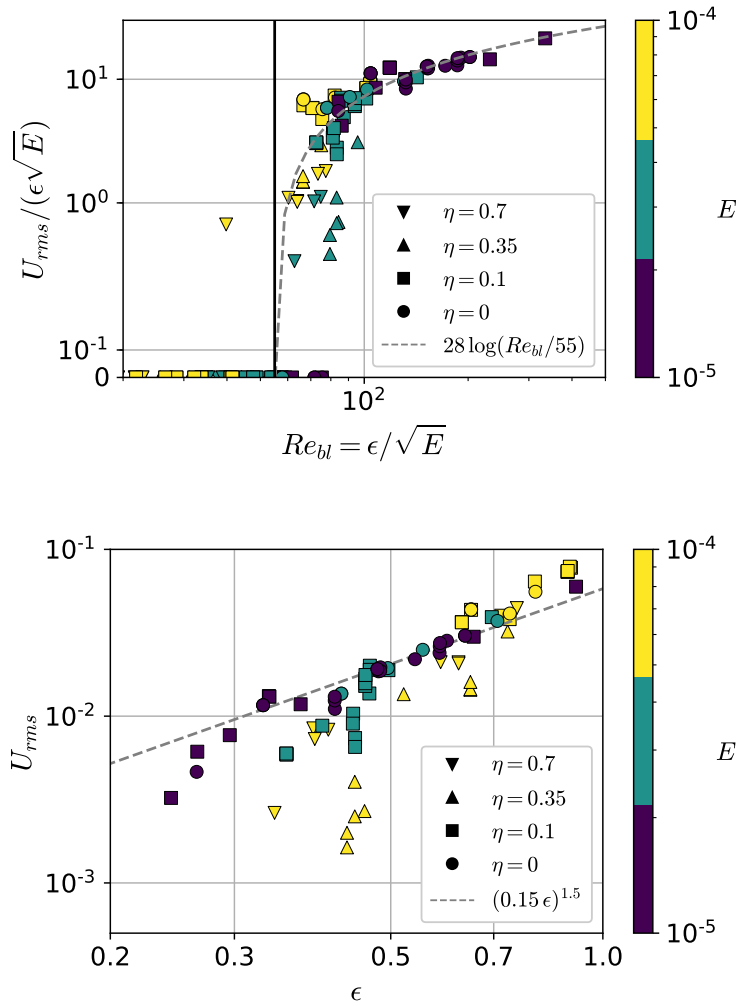 10⁻⁴
10¹
10⁰
10⁻¹
0
U_rms/(ϵ√E)
η = 0.7
η = 0.35
η = 0.1
η = 0
28 log(Re_bl/55)
E
10⁻⁵
10²
Re_bl = ϵ/√E
10⁻¹
10⁻²
10⁻³
U_rms
10⁻⁴
E
10⁻⁵
η = 0.7
η = 0.35
η = 0.1
η = 0
(0.15 ϵ)^1.5
0.2 0.3 0.5 0.7 1.0
ϵ